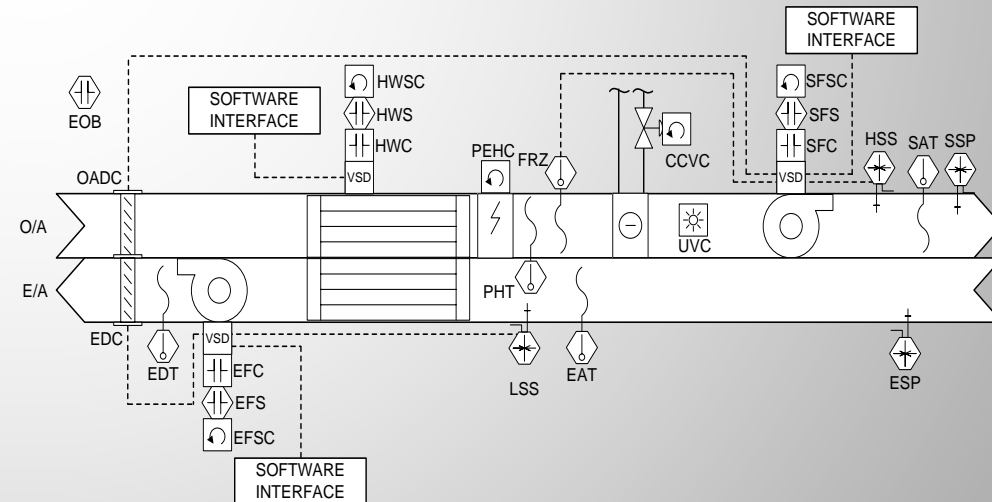 SOFTWARE
INTERFACE
EOB
SOFTWARE
INTERFACE
HWSC
HWS
HWC
VSD
SFSC
SFS
SFC
VSD
PEHC
FRZ
CCVC
HSS
SAT
SSP
OADC
O/A
UVC
E/A
PHT
EDC
EDT
VSD
EFC
EFS
EFSC
LSS
EAT
ESP
SOFTWARE
INTERFACE